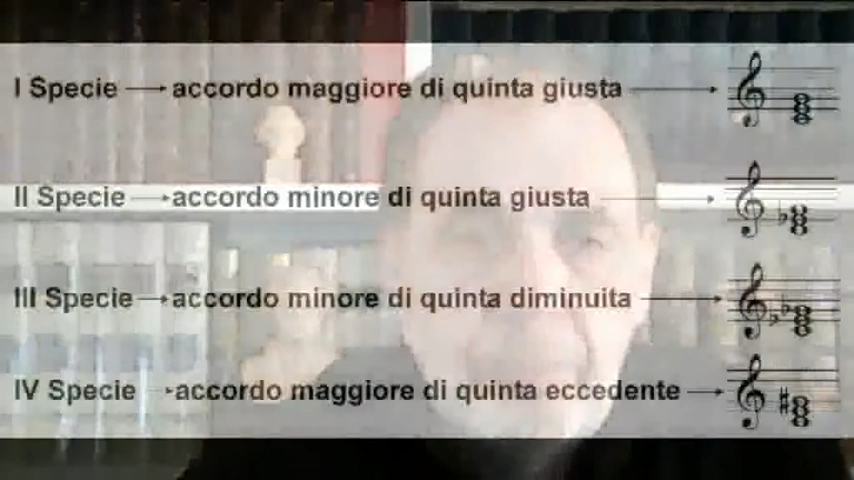 I Specie → accordo maggiore di quinta giusta →
II Specie → accordo minore di quinta giusta →
III Specie → accordo minore di quinta diminuita →
IV Specie → accordo maggiore di quinta eccedente →